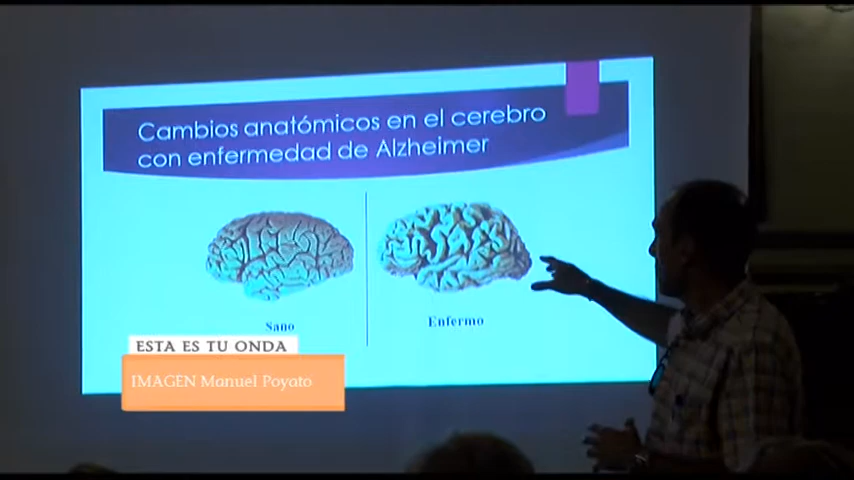 Cambios anatómicos en el cerebro
con enfermedad de Alzheimer
Sano
Enfermo
ESTA ES TU ONDA
IMAGEN Manuel Poyato